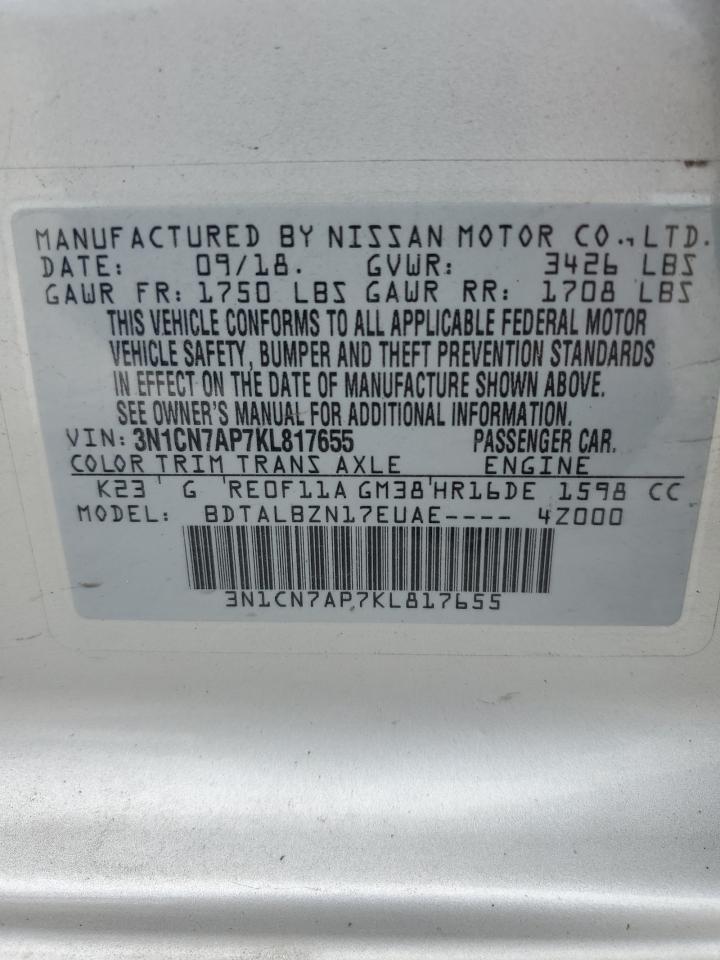 MANUFACTURED BY NISSAN MOTOR CO., LTD.
DATE: 09/18. GVWR: 3426 LBS
GAWR FR: 1750 LBS GAWR RR: 1708 LBS
THIS VEHICLE CONFORMS TO ALL APPLICABLE FEDERAL MOTOR
VEHICLE SAFETY, BUMPER AND THEFT PREVENTION STANDARDS
IN EFFECT ON THE DATE OF MANUFACTURE SHOWN ABOVE.
SEE OWNER'S MANUAL FOR ADDITIONAL INFORMATION.
VIN: 3N1CN7AP7KL817655 PASSENGER CAR.
COLOR TRIM TRANS AXLE ENGINE
K23 G RE0F11A GM38 HR16DE 1598 CC
MODEL: BDTALBZN17EUAE---- 4Z000
3N1CN7AP7KL817655